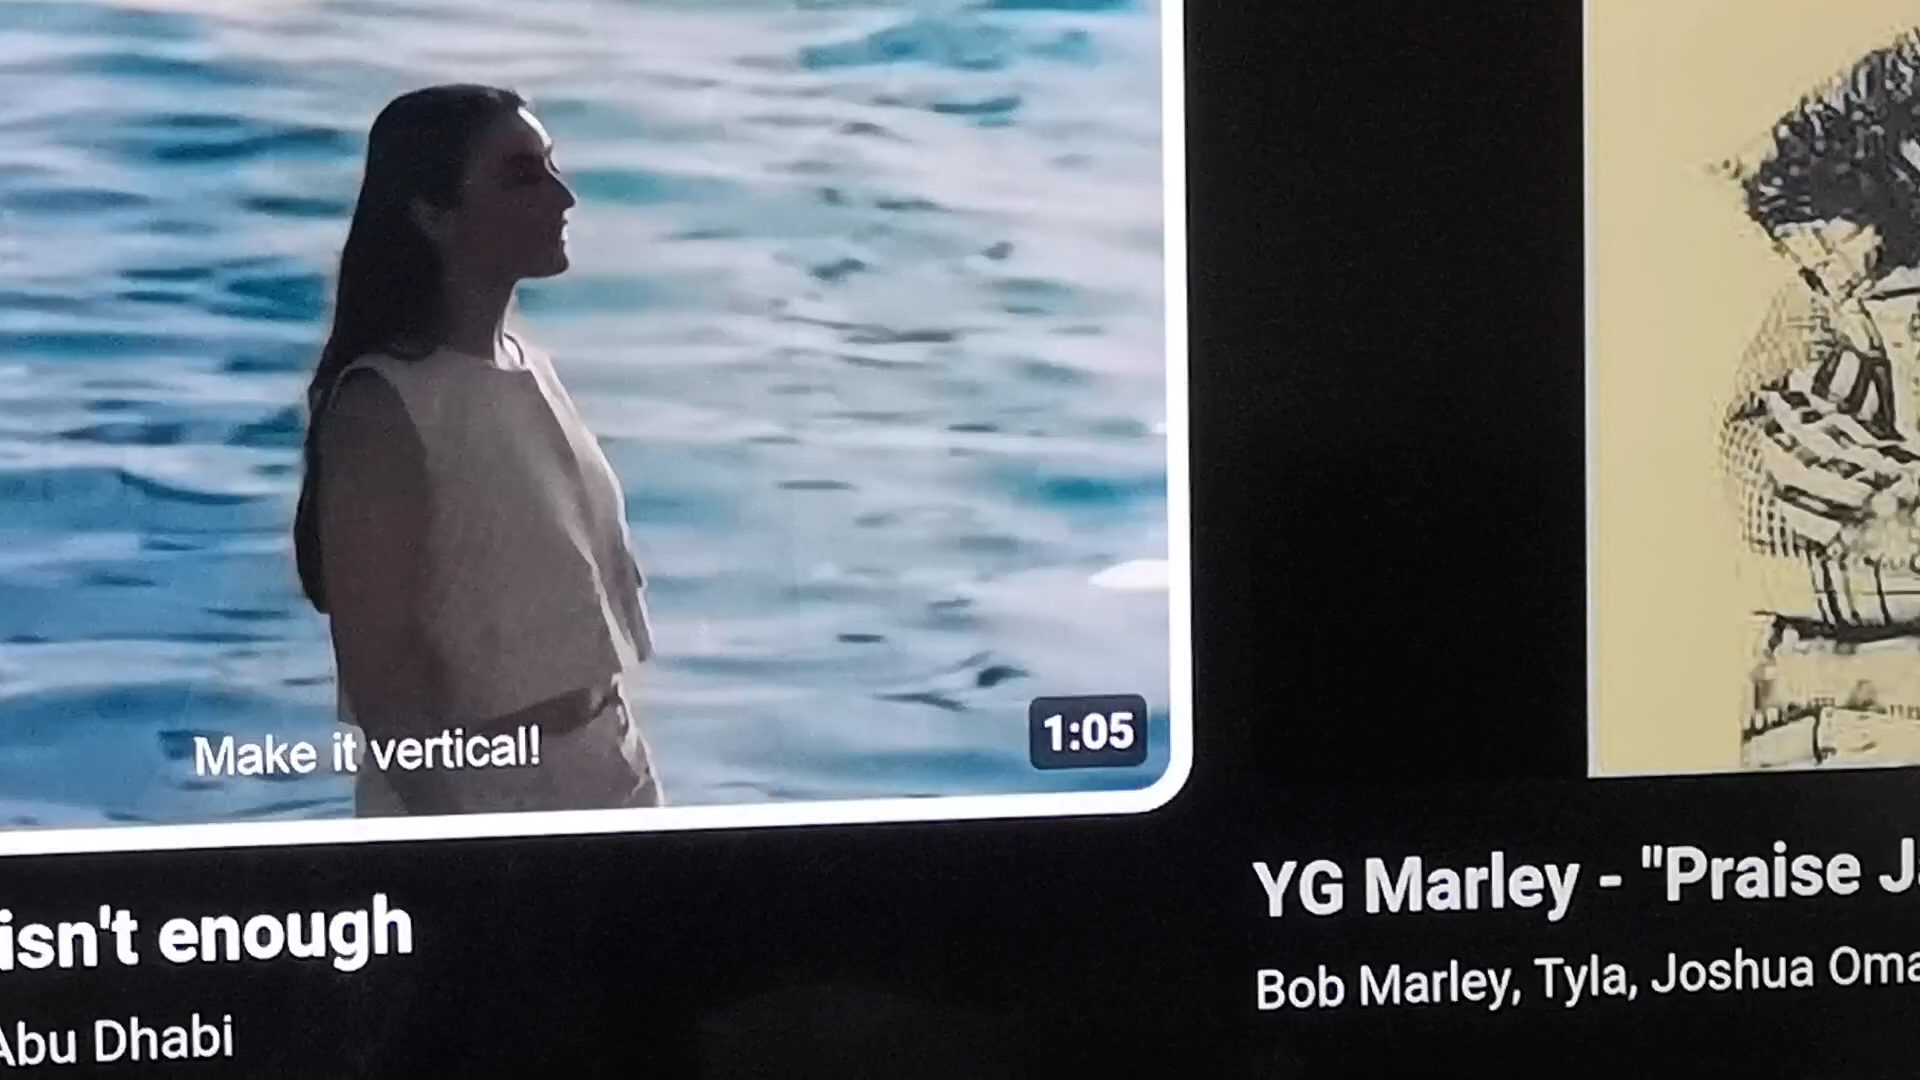 Make it vertical!
1:05
isn't enough
Abu Dhabi
YG Marley - "Praise J
Bob Marley, Tyla, Joshua Oma